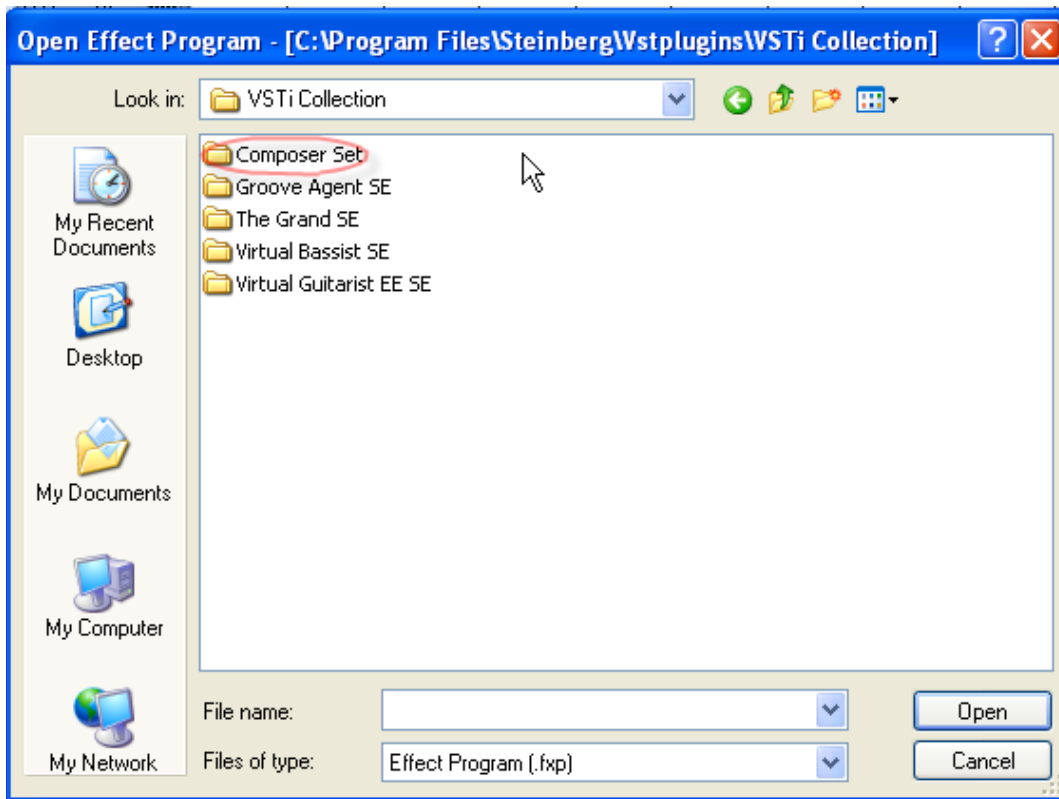 Open Effect Program - [C:\Program Files\Steinberg\Vstplugins\VSTi Collection]
Look in: VSTi Collection
Composer Set
Groove Agent SE
The Grand SE
Virtual Bassist SE
Virtual Guitarist EE SE
My Recent
Documents
Desktop
My Documents
My Computer
My Network
File name:
Open
Files of type: Effect Program (.fxp)
Cancel